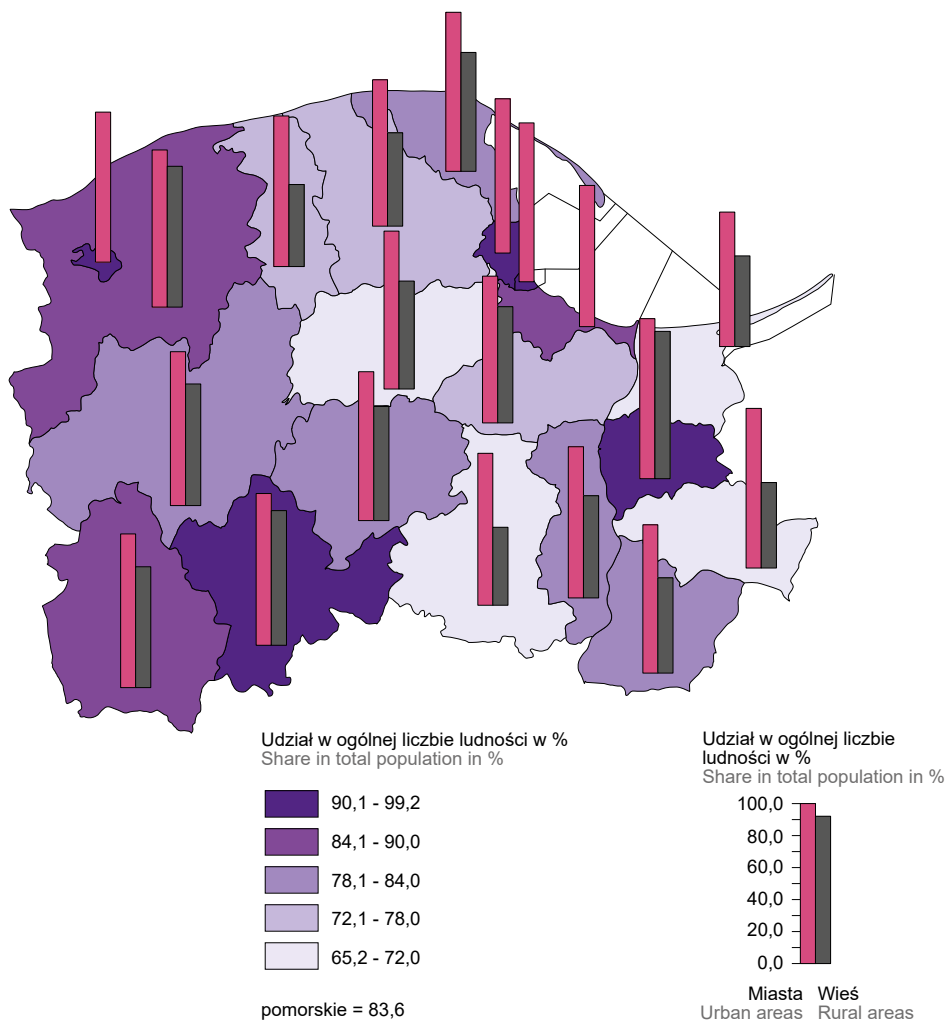 Udział w ogólnej liczbie ludności w %
Share in total population in %
90,1 - 99,2
84,1 - 90,0
78,1 - 84,0
72,1 - 78,0
65,2 - 72,0
pomorskie = 83,6
Udział w ogólnej liczbie
ludności w %
Share in total population in %
100,0
80,0
60,0
40,0
20,0
0,0
Miasta Wieś
Urban areas Rural areas